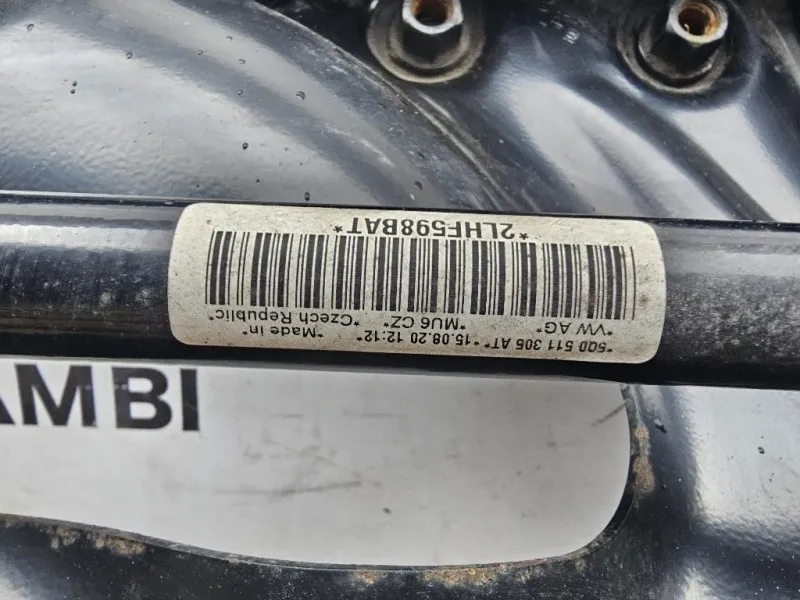 *5Q0 511 305 AT*15.08.20 12:12* *Made in*
*VW AG* *MU6 CZ* *Czech Republic*
*2LHF598BAT*
AMBI